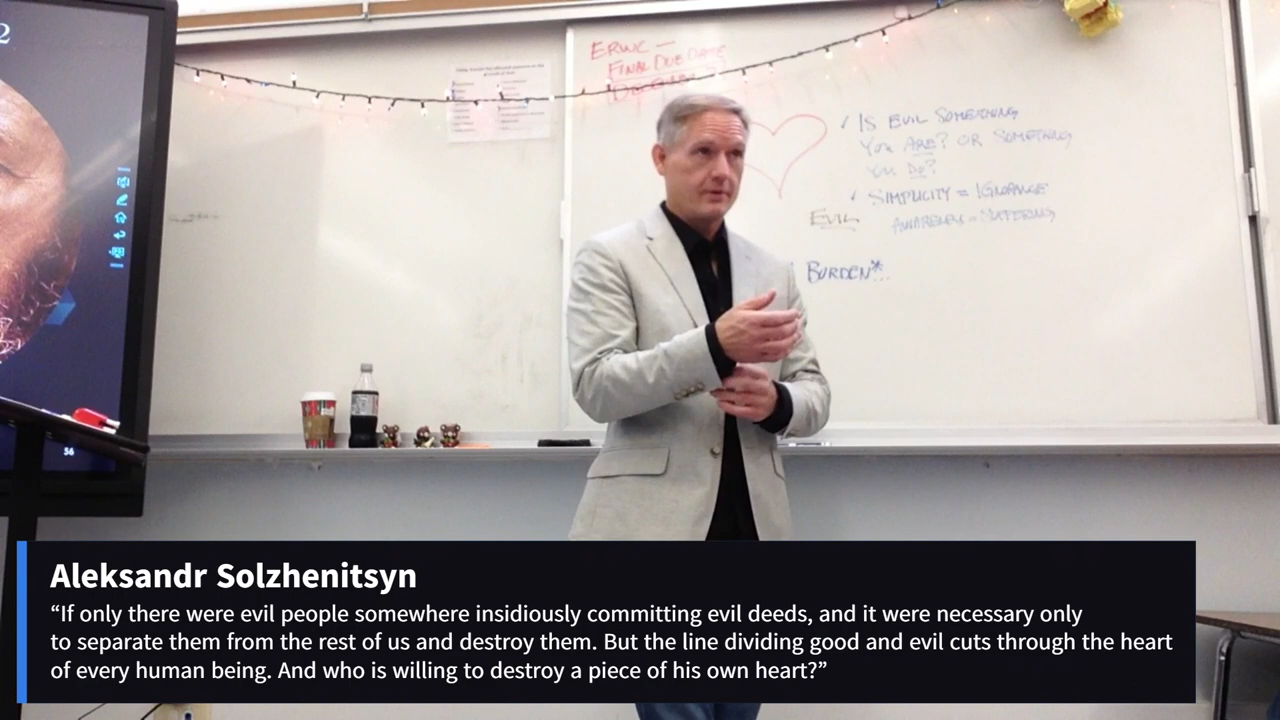 2
ERWC —
FINAL DUE DATE
✓ IS EVIL SOMETHING
YOU ARE? OR SOMETHING
YOU DO?
✓ SIMPLICITY = IGNORANCE
EVIL
AWARENESS = SUFFERING
BURDEN*
56
Aleksandr Solzhenitsyn
“If only there were evil people somewhere insidiously committing evil deeds, and it were necessary only
to separate them from the rest of us and destroy them. But the line dividing good and evil cuts through the heart
of every human being. And who is willing to destroy a piece of his own heart?”